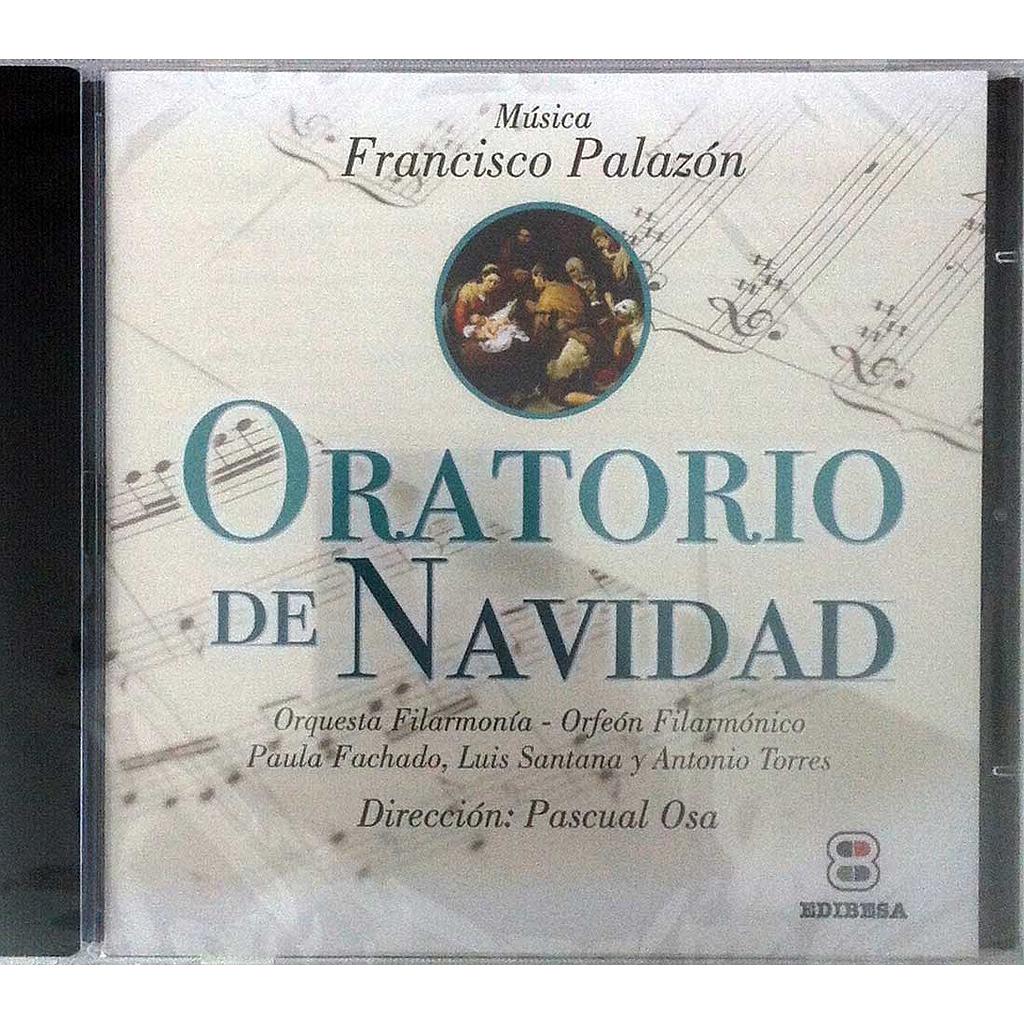 Música
Francisco Palazón
ORATORIO
DE NAVIDAD
Orquesta Filarmonía - Orfeón Filarmónico
Paula Fachado, Luis Santana y Antonio Torres
Dirección: Pascual Osa
EDIBESA